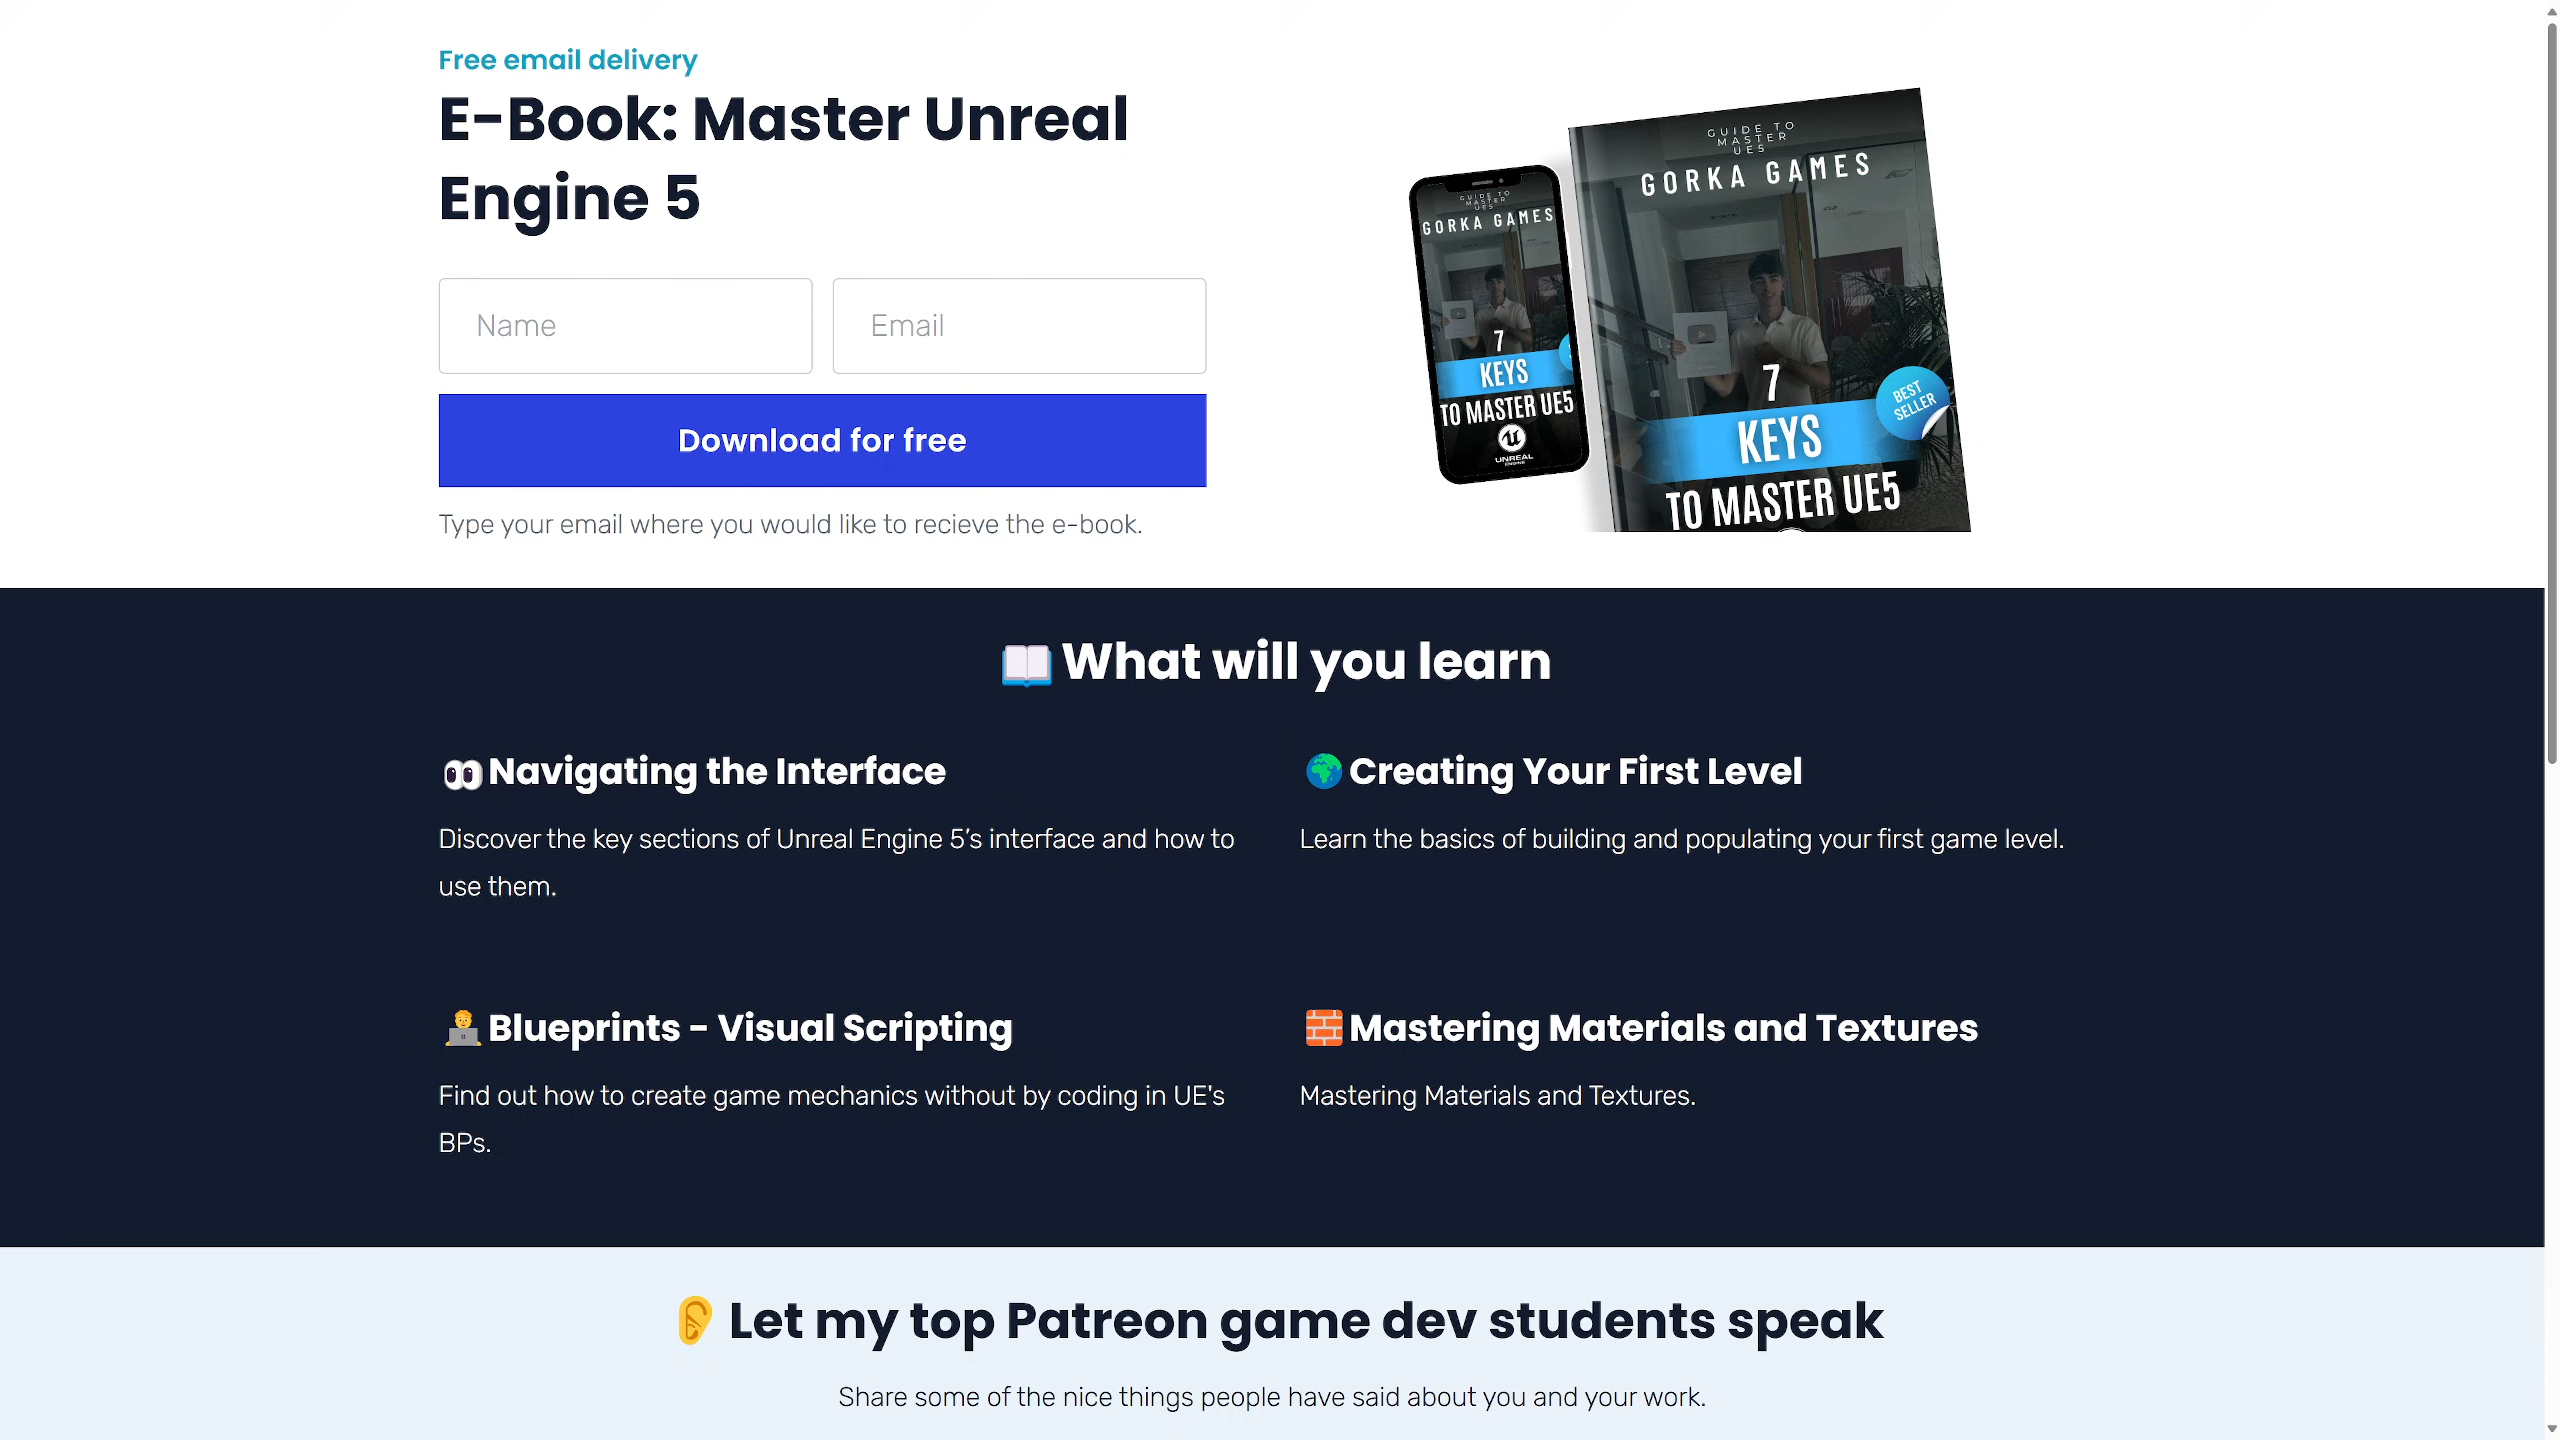 Free email delivery
E-Book: Master Unreal
Engine 5
Name
Email
Download for free
Type your email where you would like to recieve the e-book.
GUIDE TO
MASTER
UE5
GORKA GAMES
7
KEYS
TO MASTER UE5
UNREAL
ENGINE
GUIDE TO
MASTER
UE5
GORKA GAMES
7
KEYS
TO MASTER UE5
BEST
SELLER
📖 What will you learn
👀 Navigating the Interface
Discover the key sections of Unreal Engine 5’s interface and how to
use them.
🌍 Creating Your First Level
Learn the basics of building and populating your first game level.
🧑‍💻 Blueprints - Visual Scripting
Find out how to create game mechanics without by coding in UE's
BPs.
🧱 Mastering Materials and Textures
Mastering Materials and Textures.
👂 Let my top Patreon game dev students speak
Share some of the nice things people have said about you and your work.